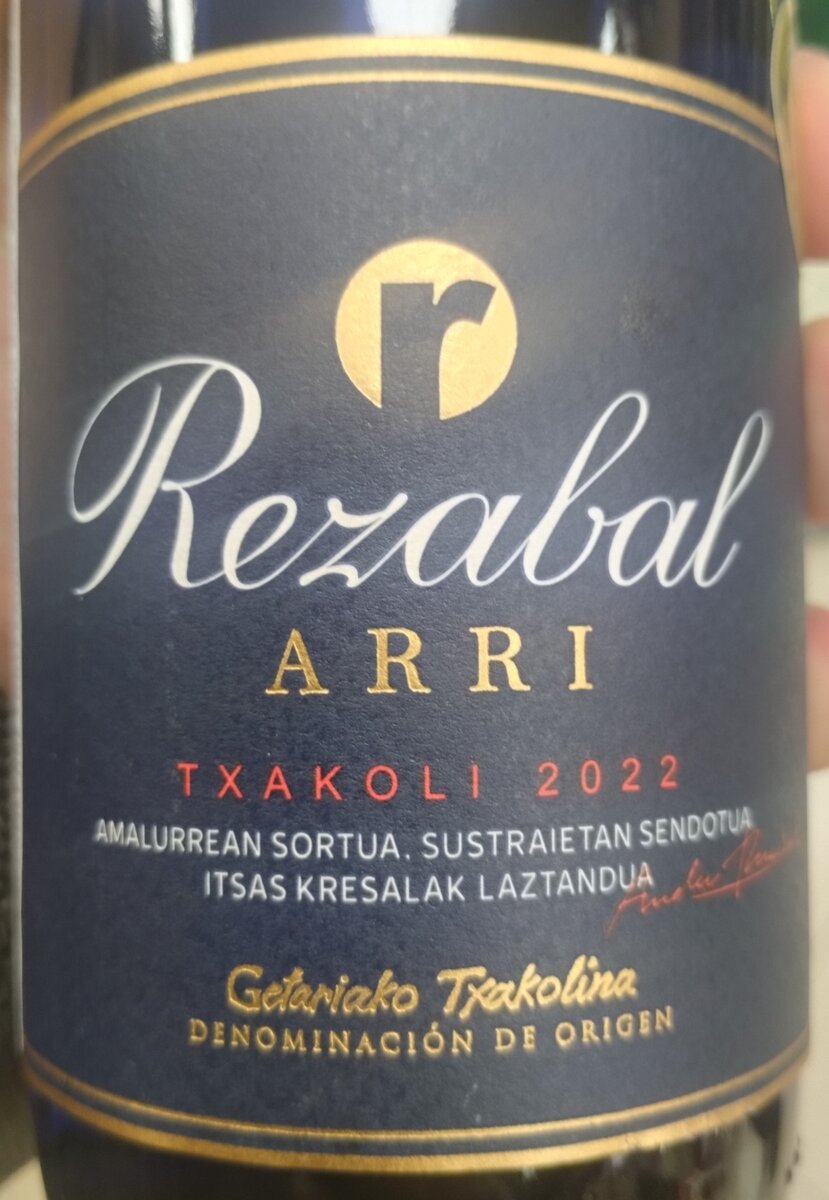 r
Rezabal
ARRI
TXAKOLI 2022
AMALURREAN SORTUA. SUSTRAIETAN SENDOTUA
ITSAS KRESALAK LAZTANDUA
Getariako Txakolina
DENOMINACIÓN DE ORIGEN